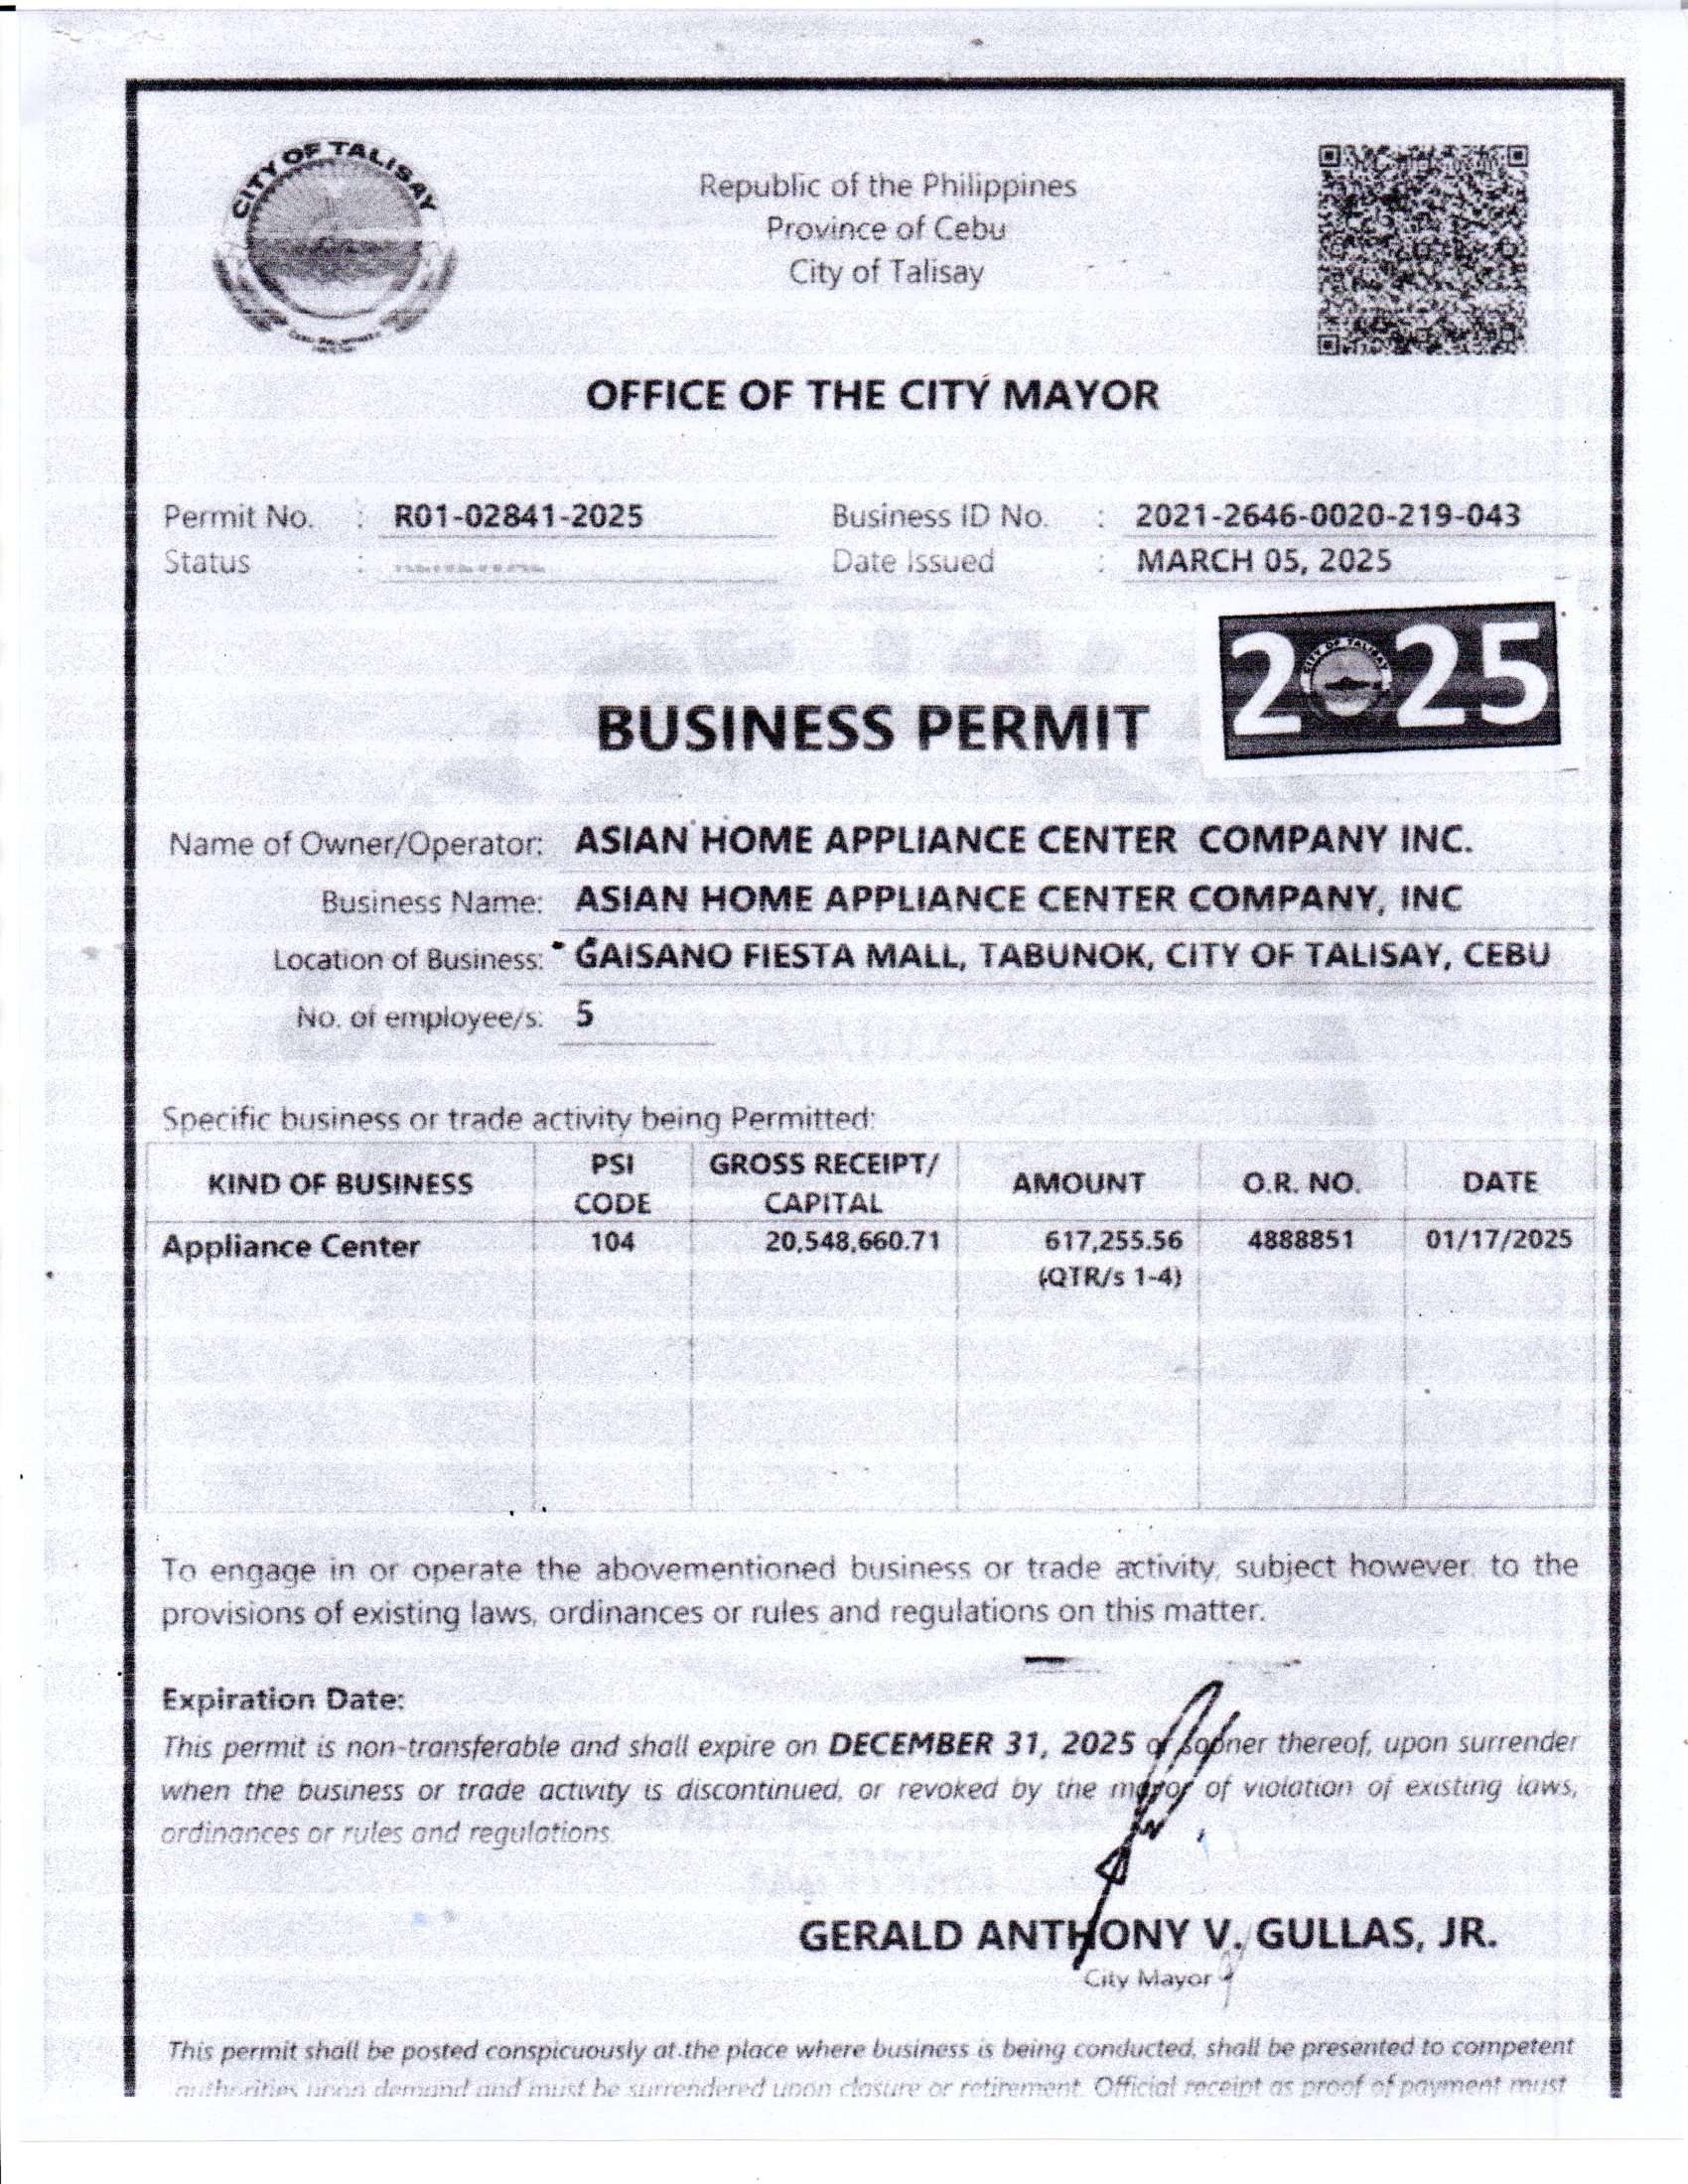 CITY OF TALISAY
Republic of the Philippines
Province of Cebu
City of Talisay
OFFICE OF THE CITY MAYOR
Permit No. : R01-02841-2025 Business ID No. : 2021-2646-0020-219-043
Status : Date Issued : MARCH 05, 2025
2025
CITY OF TALISAY
BUSINESS PERMIT
Name of Owner/Operator: ASIAN HOME APPLIANCE CENTER COMPANY INC.
Business Name: ASIAN HOME APPLIANCE CENTER COMPANY, INC
Location of Business: GAISANO FIESTA MALL, TABUNOK, CITY OF TALISAY, CEBU
No. of employee/s: 5
Specific business or trade activity being Permitted:
KIND OF BUSINESS PSI CODE GROSS RECEIPT/ CAPITAL AMOUNT O.R. NO. DATE
Appliance Center 104 20,548,660.71 617,255.56 4888851 01/17/2025
(QTR/s 1-4)
To engage in or operate the abovementioned business or trade activity, subject however, to the
provisions of existing laws, ordinances or rules and regulations on this matter.
Expiration Date:
This permit is non-transferable and shall expire on DECEMBER 31, 2025 or sooner thereof, upon surrender
when the business or trade activity is discontinued, or revoked by the mayor of violation of existing laws,
ordinances or rules and regulations.
GERALD ANTHONY V. GULLAS, JR.
City Mayor
This permit shall be posted conspicuously at the place where business is being conducted, shall be presented to competent
authorities upon demand and must be surrendered upon closure or retirement. Official receipt as proof of payment must